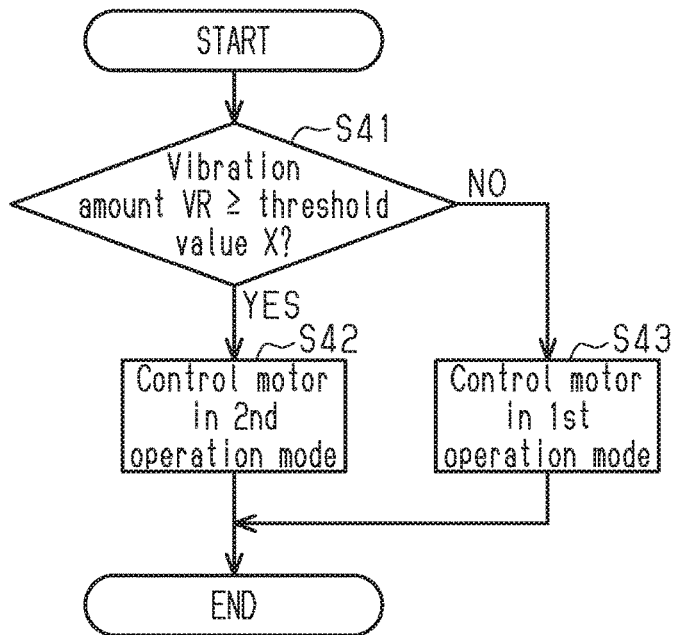 START
S41
Vibration
amount VR ≥ threshold
value X?
NO
YES
S42
Control motor
in 2nd
operation mode
S43
Control motor
in 1st
operation mode
END